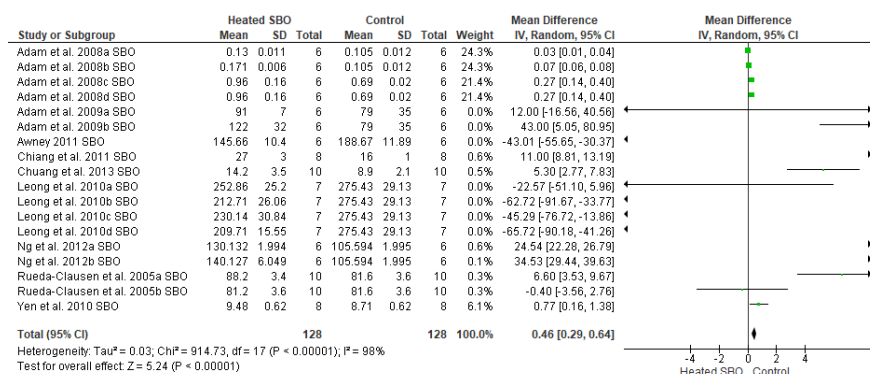 Heated SBO Control Mean Difference Mean Difference
Study or Subgroup Mean SD Total Mean SD Total Weight IV, Random, 95% CI IV, Random, 95% CI
Adam et al. 2008a SBO 0.13 0.011 6 0.105 0.012 6 24.3% 0.03 [0.01, 0.04]
Adam et al. 2008b SBO 0.171 0.006 6 0.105 0.012 6 24.3% 0.07 [0.06, 0.08]
Adam et al. 2008c SBO 0.96 0.16 6 0.69 0.02 6 21.4% 0.27 [0.14, 0.40]
Adam et al. 2008d SBO 0.96 0.16 6 0.69 0.02 6 21.4% 0.27 [0.14, 0.40]
Adam et al. 2009a SBO 91 7 6 79 35 6 0.0% 12.00 [-16.56, 40.56]
Adam et al. 2009b SBO 122 32 6 79 35 6 0.0% 43.00 [5.05, 80.95]
Awney 2011 SBO 145.66 10.4 6 188.67 11.89 6 0.0% -43.01 [-55.65, -30.37]
Chiang et al. 2011 SBO 27 3 8 16 1 8 0.6% 11.00 [8.81, 13.19]
Chuang et al. 2013 SBO 14.2 3.5 10 8.9 2.1 10 0.5% 5.30 [2.77, 7.83]
Leong et al. 2010a SBO 252.86 25.2 7 275.43 29.13 7 0.0% -22.57 [-51.10, 5.96]
Leong et al. 2010b SBO 212.71 26.06 7 275.43 29.13 7 0.0% -62.72 [-91.67, -33.77]
Leong et al. 2010c SBO 230.14 30.84 7 275.43 29.13 7 0.0% -45.29 [-76.72, -13.86]
Leong et al. 2010d SBO 209.71 15.55 7 275.43 29.13 7 0.0% -65.72 [-90.18, -41.26]
Ng et al. 2012a SBO 130.132 1.994 6 105.594 1.995 6 0.6% 24.54 [22.28, 26.79]
Ng et al. 2012b SBO 140.127 6.049 6 105.594 1.995 6 0.1% 34.53 [29.44, 39.63]
Rueda-Clausen et al. 2005a SBO 88.2 3.4 10 81.6 3.6 10 0.3% 6.60 [3.53, 9.67]
Rueda-Clausen et al. 2005b SBO 81.2 3.6 10 81.6 3.6 10 0.3% -0.40 [-3.56, 2.76]
Yen et al. 2010 SBO 9.48 0.62 8 8.71 0.62 8 6.1% 0.77 [0.16, 1.38]
Total (95% CI) 128 128 100.0% 0.46 [0.29, 0.64]
Heterogeneity: Tau² = 0.03; Chi² = 914.73, df = 17 (P < 0.00001); I² = 98%
Test for overall effect: Z = 5.24 (P < 0.00001)
-4 -2 0 2 4
Heated SBO Control